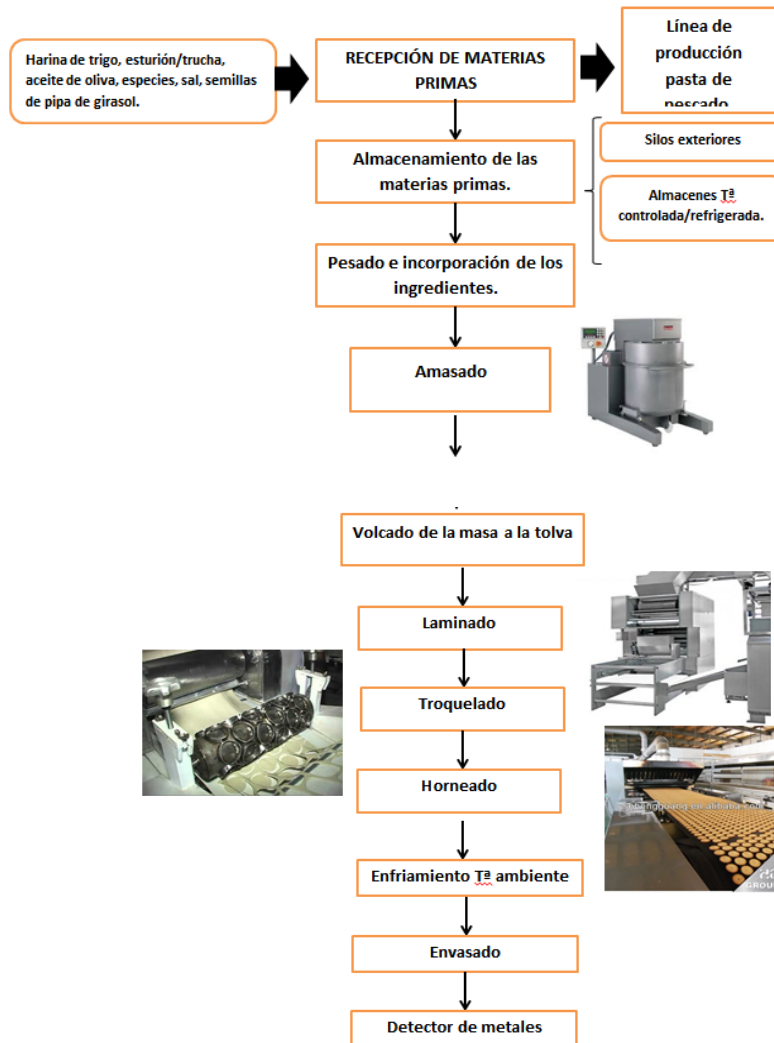 Harina de trigo, esturión/trucha,
aceite de oliva, especies, sal, semillas
de pipa de girasol.
RECEPCIÓN DE MATERIAS
PRIMAS
Línea de
producción
pasta de
pescado
Almacenamiento de las
materias primas.
Silos exteriores
Almacenes Tª
controlada/refrigerada.
Pesado e incorporación de los
ingredientes.
Amasado
Volcado de la masa a la tolva
Laminado
Troquelado
Horneado
Enfriamiento Tª ambiente
Envasado
Detector de metales